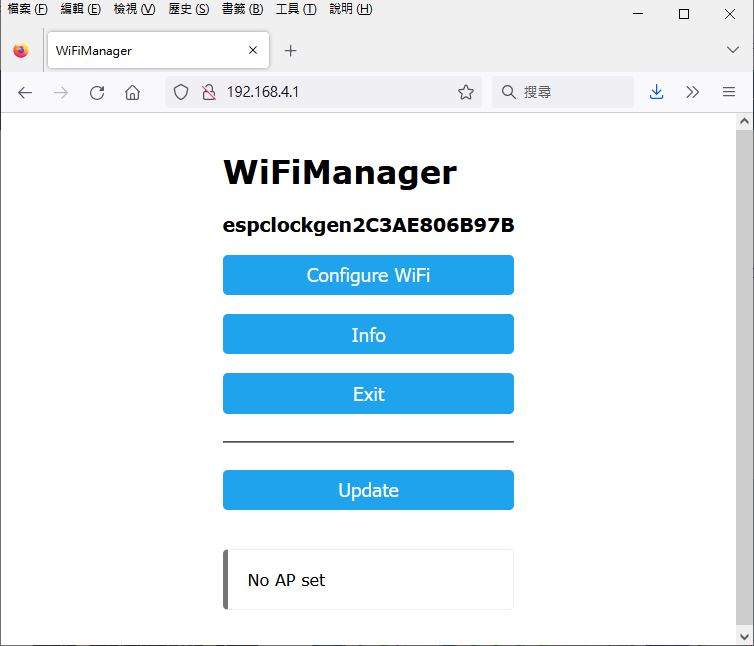 檔案 (F) 編輯 (E) 檢視 (V) 歷史 (S) 書籤 (B) 工具 (T) 說明 (H)
WiFiManager
192.168.4.1 搜尋
WiFiManager
espclockgen2C3AE806B97B
Configure WiFi
Info
Exit
Update
No AP set